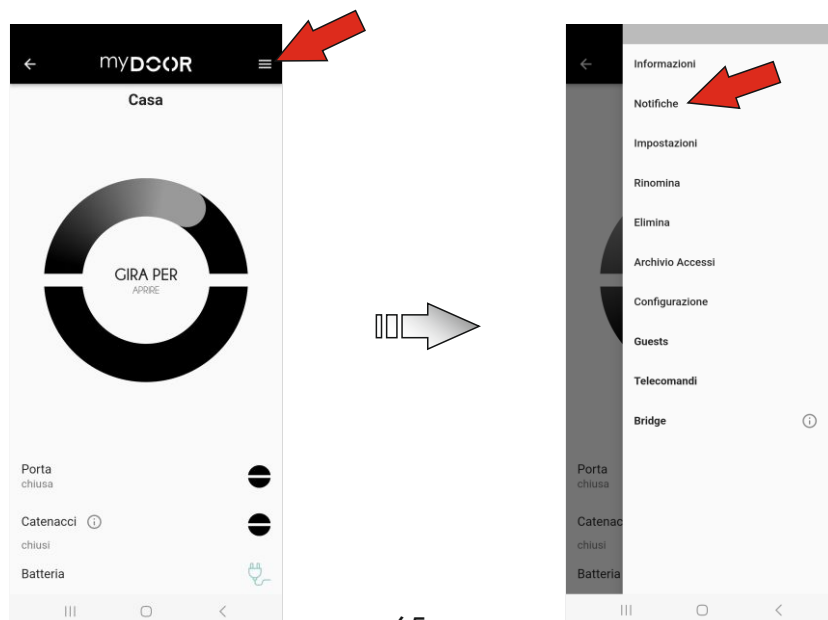 myDOOR
Casa
GIRA PER
APRIRE
Porta
chiusa
Catenacci
chiusi
Batteria
Informazioni
Notifiche
Impostazioni
Rinomina
Elimina
Archivio Accessi
Configurazione
Guests
Telecomandi
Bridge
Porta
chiusa
Catenac
chiusi
Batteria